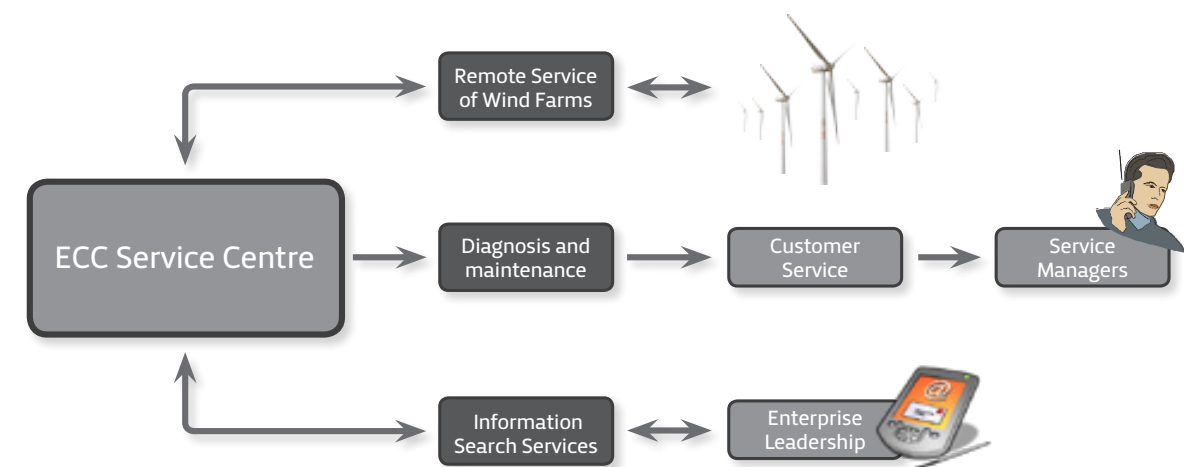 Remote Service
of Wind Farms
ECC Service Centre
Diagnosis and
maintenance
Customer
Service
Service
Managers
Information
Search Services
Enterprise
Leadership
@